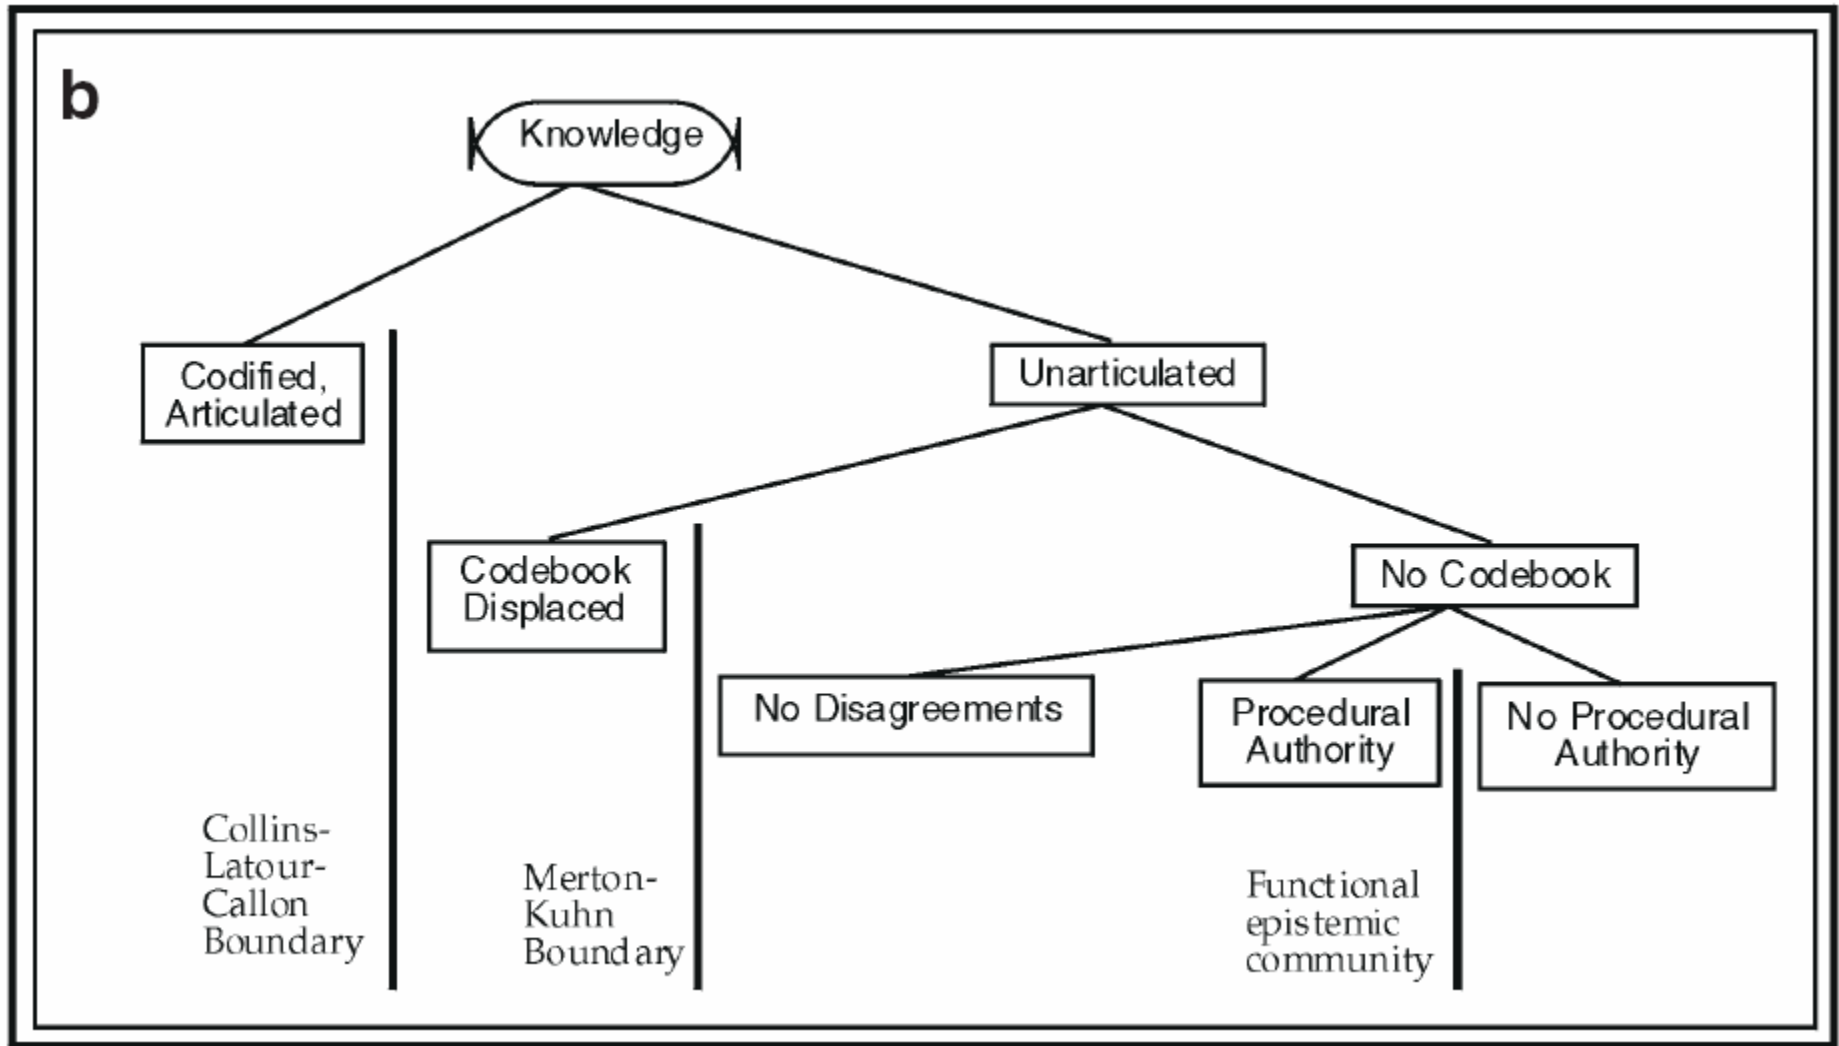 b
Knowledge
Codified,
Articulated
Unarticulated
Codebook
Displaced
No Codebook
No Disagreements
Procedural
Authority
No Procedural
Authority
Collins-
Latour-
Callon
Boundary
Merton-
Kuhn
Boundary
Functional
epistemic
community